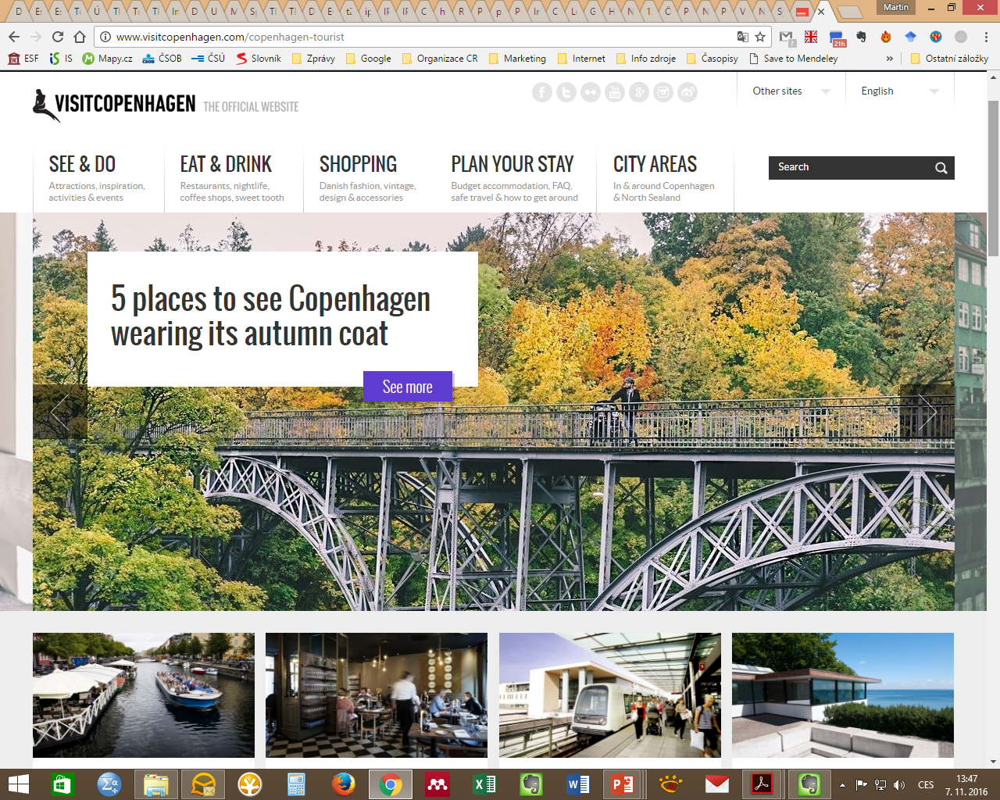 Martin
www.visitcopenhagen.com/copenhagen-tourist
7
21h
ESF
iS IS
Mapy.cz
ČSOB
ČSÚ
Slovník
Zprávy
Google
Organizace CR
Marketing
Internet
Info zdroje
Časopisy
Save to Mendeley
»
Ostatní záložky
VISITCOPENHAGEN THE OFFICIAL WEBSITE
Other sites
English
SEE & DO
Attractions, inspiration,
activities & events
EAT & DRINK
Restaurants, nightlife,
coffee shops, sweet tooth
SHOPPING
Danish fashion, vintage,
design & accessories
PLAN YOUR STAY
Budget accommodation, FAQ,
safe travel & how to get around
CITY AREAS
In & around Copenhagen
& North Sealand
Search
5 places to see Copenhagen
wearing its autumn coat
See more
CES
13:47
7. 11. 2016